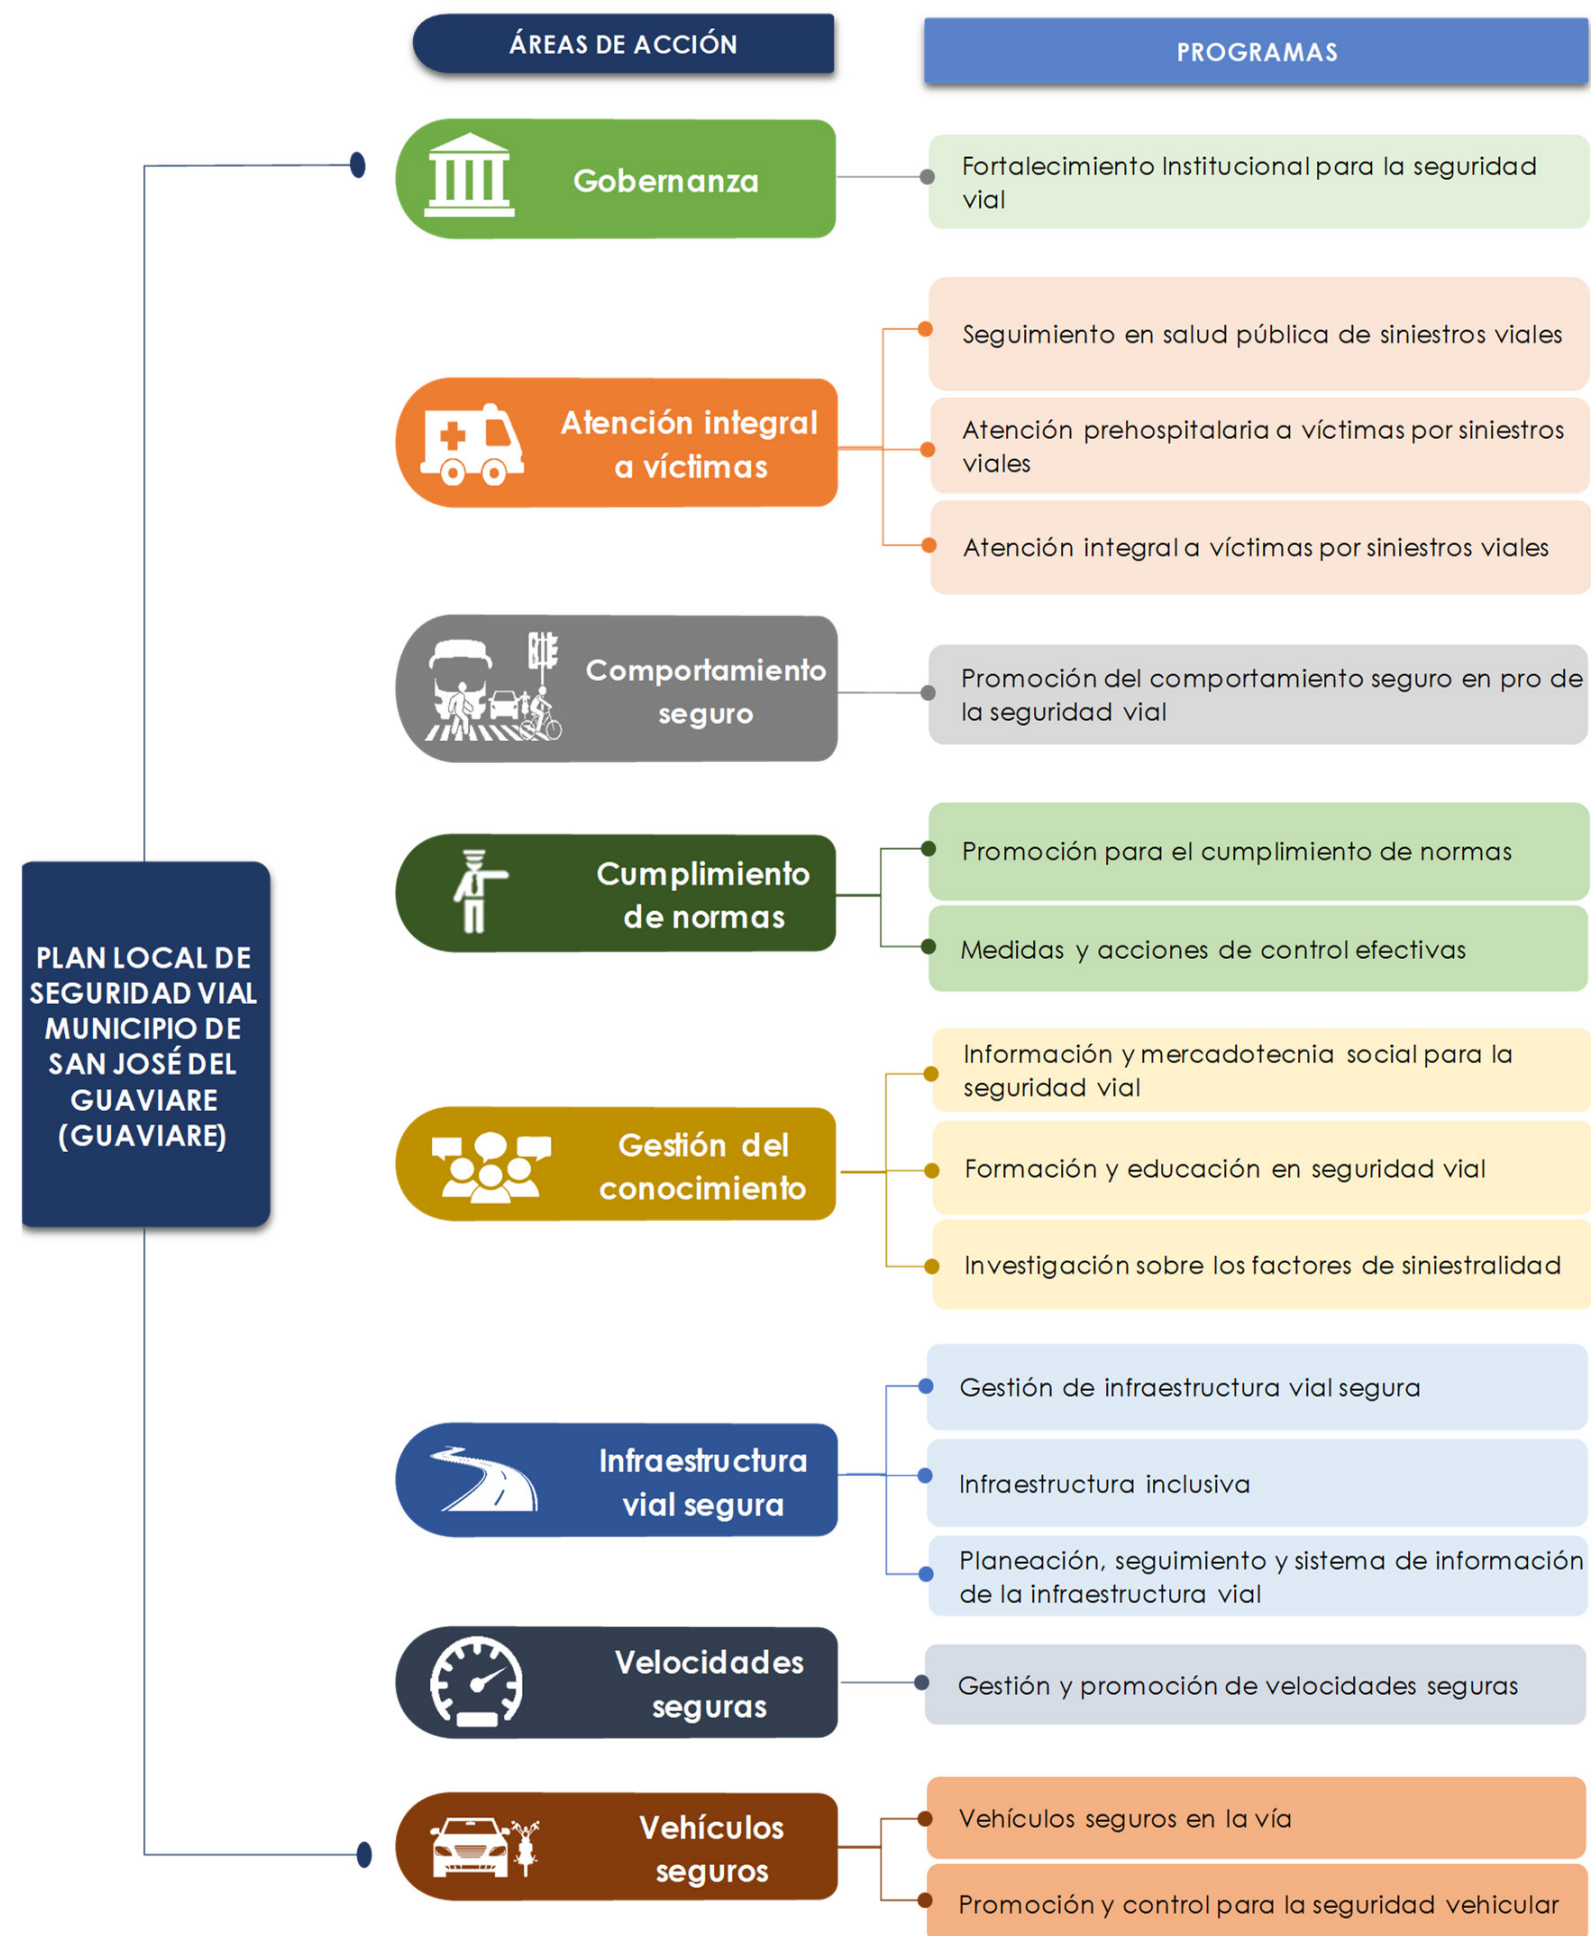 ÁREAS DE ACCIÓN
PROGRAMAS
PLAN LOCAL DE
SEGURIDAD VIAL
MUNICIPIO DE
SAN JOSÉ DEL
GUAVIARE
(GUAVIARE)
Gobernanza
Fortalecimiento Institucional para la seguridad
vial
Atención integral
a víctimas
Seguimiento en salud pública de siniestros viales
Atención prehospitalaria a víctimas por siniestros
viales
Atención integral a víctimas por siniestros viales
Comportamiento
seguro
Promoción del comportamiento seguro en pro de
la seguridad vial
Cumplimiento
de normas
Promoción para el cumplimiento de normas
Medidas y acciones de control efectivas
Gestión del
conocimiento
Información y mercadotecnia social para la
seguridad vial
Formación y educación en seguridad vial
Investigación sobre los factores de siniestralidad
Infraestructura
vial segura
Gestión de infraestructura vial segura
Infraestructura inclusiva
Planeación, seguimiento y sistema de información
de la infraestructura vial
Velocidades
seguras
Gestión y promoción de velocidades seguras
Vehículos
seguros
Vehículos seguros en la vía
Promoción y control para la seguridad vehicular